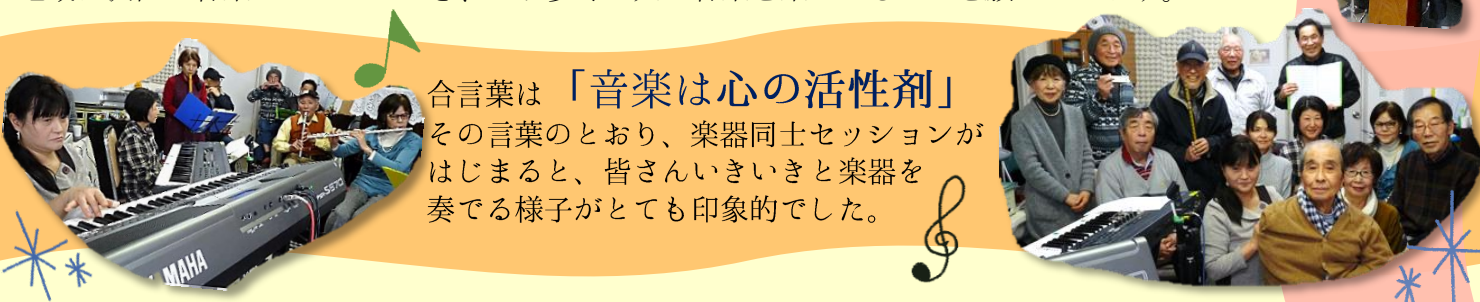 合言葉は「音楽は心の活性剤」
その言葉のとおり、楽器同士セッションが
はじまると、皆さんいきいきと楽器を
奏でる様子がとても印象的でした。
YAMAHA